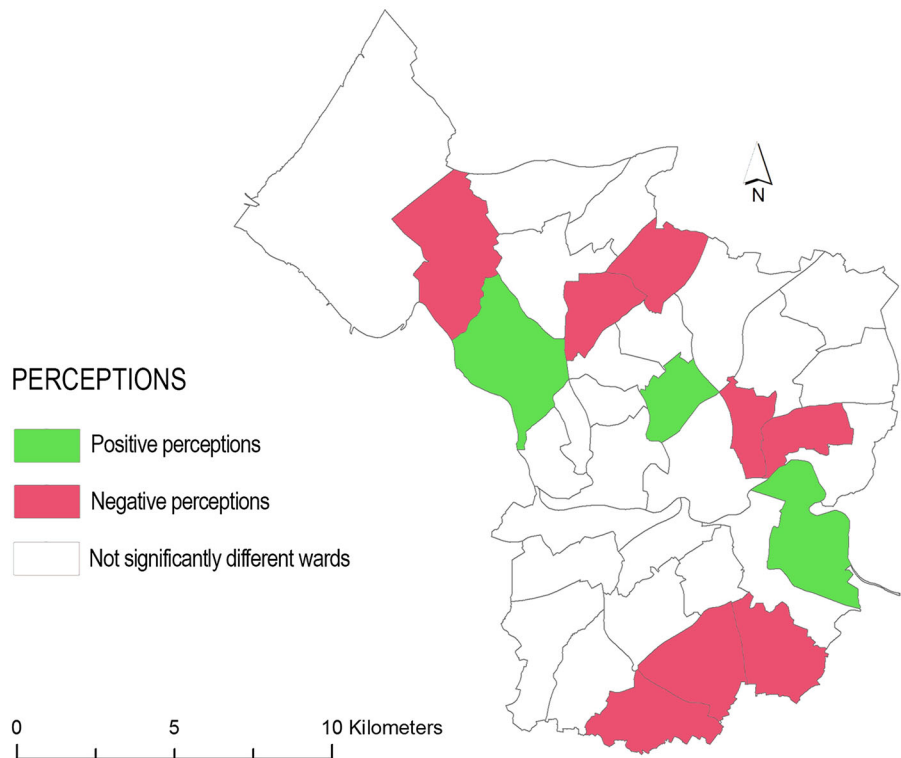 N
PERCEPTIONS
Positive perceptions
Negative perceptions
Not significantly different wards
0 5 10 Kilometers